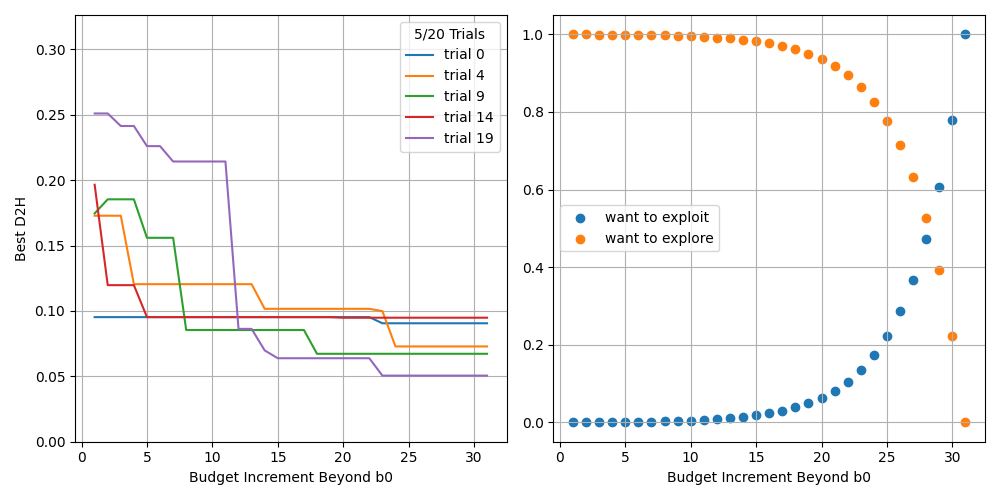 5/20 Trials
trial 0
trial 4
trial 9
trial 14
trial 19
0.30
0.25
0.20
0.15
0.10
0.05
0.00
Best D2H
0 5 10 15 20 25 30
Budget Increment Beyond b0
1.0
0.8
0.6
0.4
0.2
0.0
want to exploit
want to explore
0 5 10 15 20 25 30
Budget Increment Beyond b0